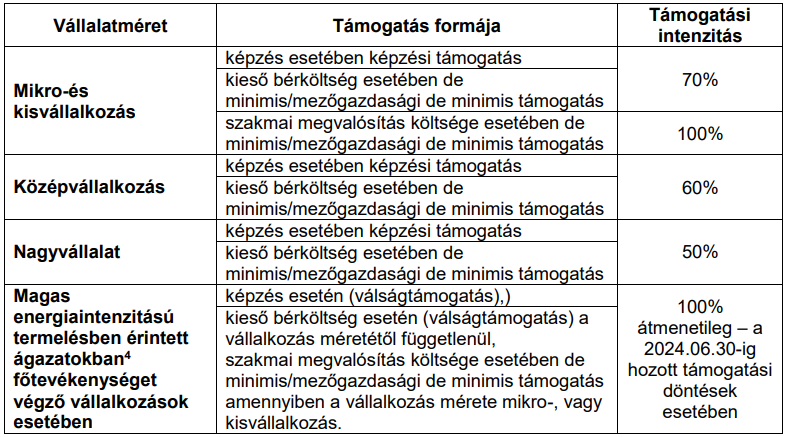 Vállalatméret
Támogatás formája
Támogatási
intenzitás
Mikro-és
kisvállalkozás
képzés esetében képzési támogatás
kieső bérköltség esetében de
minimis/mezőgazdasági de minimis támogatás
70%
szakmai megvalósítás költsége esetében de
minimis/mezőgazdasági de minimis támogatás
100%
Középvállalkozás
képzés esetében képzési támogatás
kieső bérköltség esetében de
minimis/mezőgazdasági de minimis támogatás
60%
Nagyvállalat
képzés esetében képzési támogatás
kieső bérköltség esetében de
minimis/mezőgazdasági de minimis támogatás
50%
Magas
energiaintenzitású
termelésben érintett
ágazatokban⁴
főtevékenységet
végző vállalkozások
esetében
képzés esetén (válságtámogatás),)
kieső bérköltség esetén (válságtámogatás) a
vállalkozás méretétől függetlenül,
szakmai megvalósítás költsége esetében de
minimis/mezőgazdasági de minimis támogatás
amennyiben a vállalkozás mérete mikro-, vagy
kisvállalkozás.
100%
átmenetileg – a
2024.06.30-ig
hozott támogatási
döntések
esetében